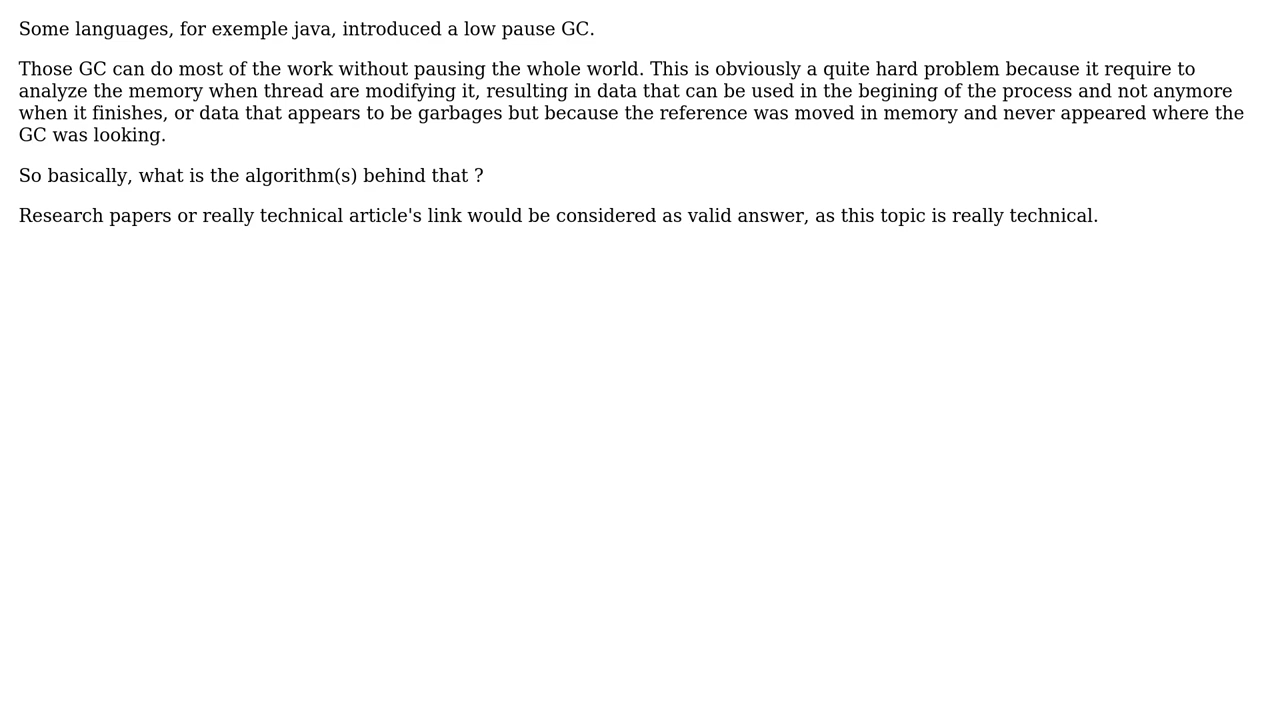 Some languages, for exemple java, introduced a low pause GC.
Those GC can do most of the work without pausing the whole world. This is obviously a quite hard problem because it require to
analyze the memory when thread are modifying it, resulting in data that can be used in the begining of the process and not anymore
when it finishes, or data that appears to be garbages but because the reference was moved in memory and never appeared where the
GC was looking.
So basically, what is the algorithm(s) behind that ?
Research papers or really technical article's link would be considered as valid answer, as this topic is really technical.